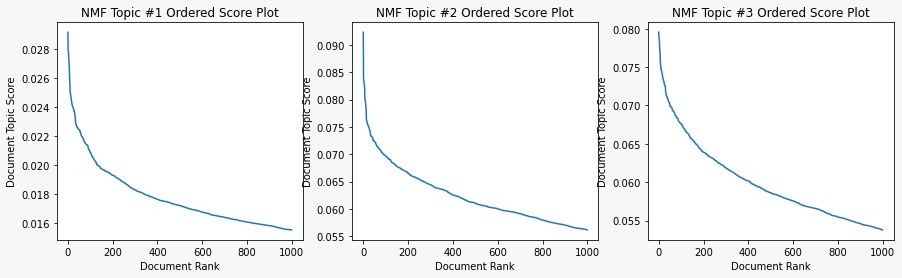 NMF Topic #1 Ordered Score Plot
Document Topic Score
0.028
0.026
0.024
0.022
0.020
0.018
0.016
0 200 400 600 800 1000
Document Rank
NMF Topic #2 Ordered Score Plot
Document Topic Score
0.090
0.085
0.080
0.075
0.070
0.065
0.060
0.055
0 200 400 600 800 1000
Document Rank
NMF Topic #3 Ordered Score Plot
Document Topic Score
0.080
0.075
0.070
0.065
0.060
0.055
0 200 400 600 800 1000
Document Rank